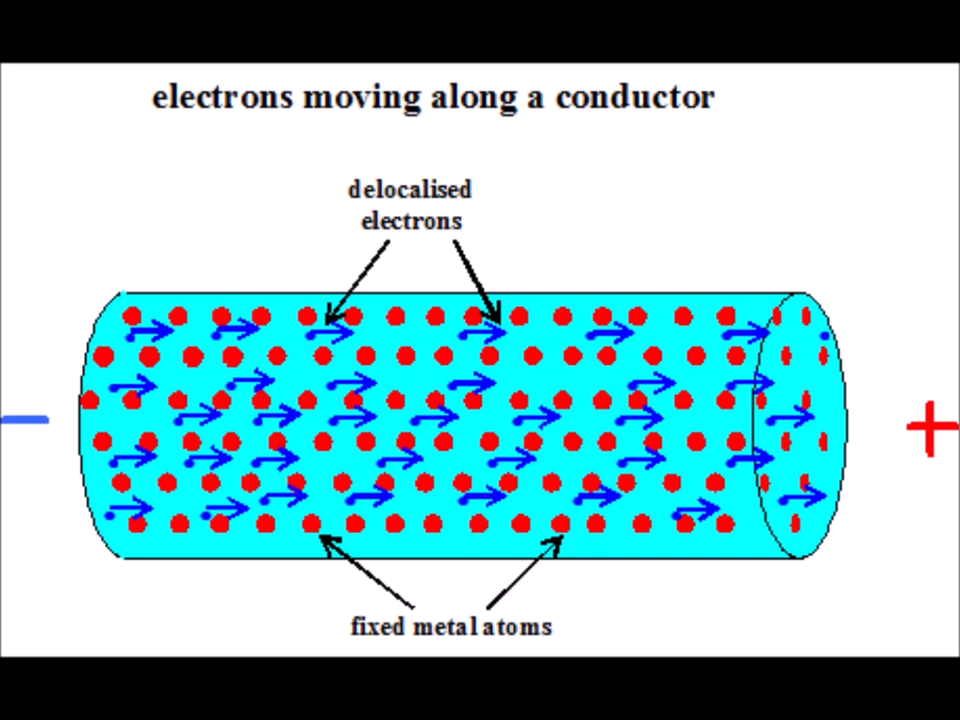 electrons moving along a conductor
delocalised
electrons
−
+
fixed metal atoms